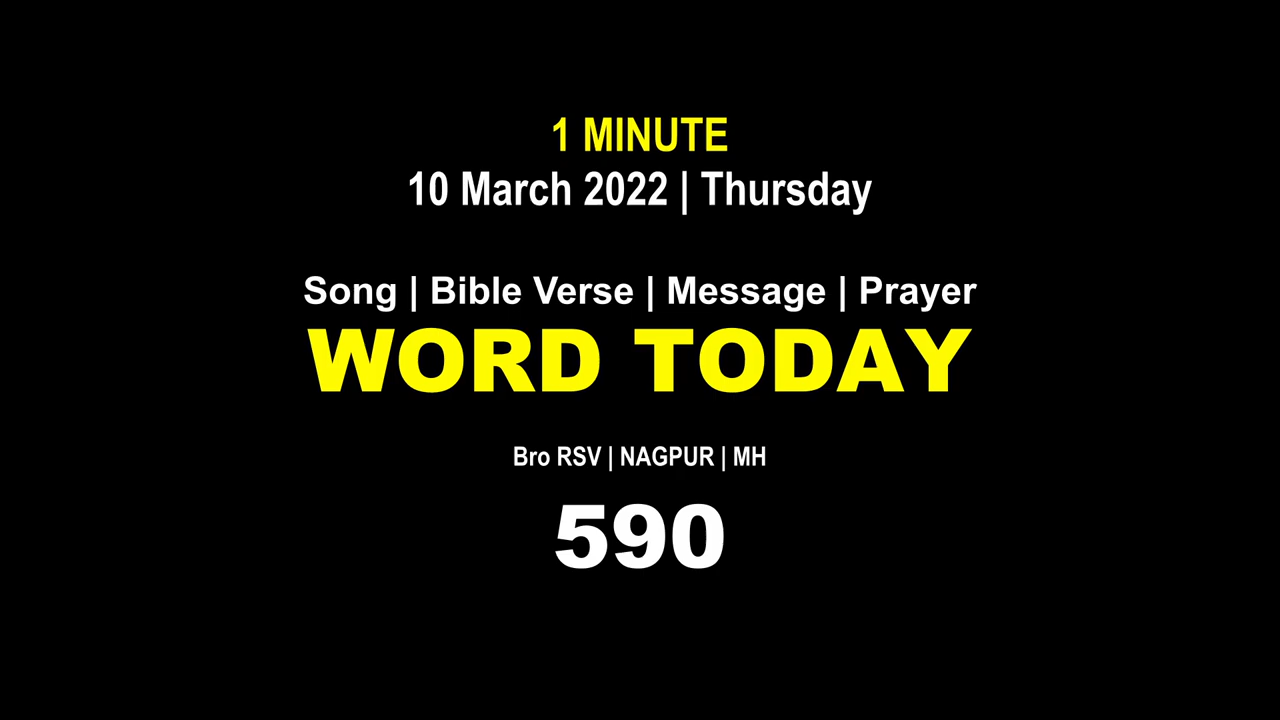 1 MINUTE
10 March 2022 | Thursday
Song | Bible Verse | Message | Prayer
WORD TODAY
Bro RSV | NAGPUR | MH
590